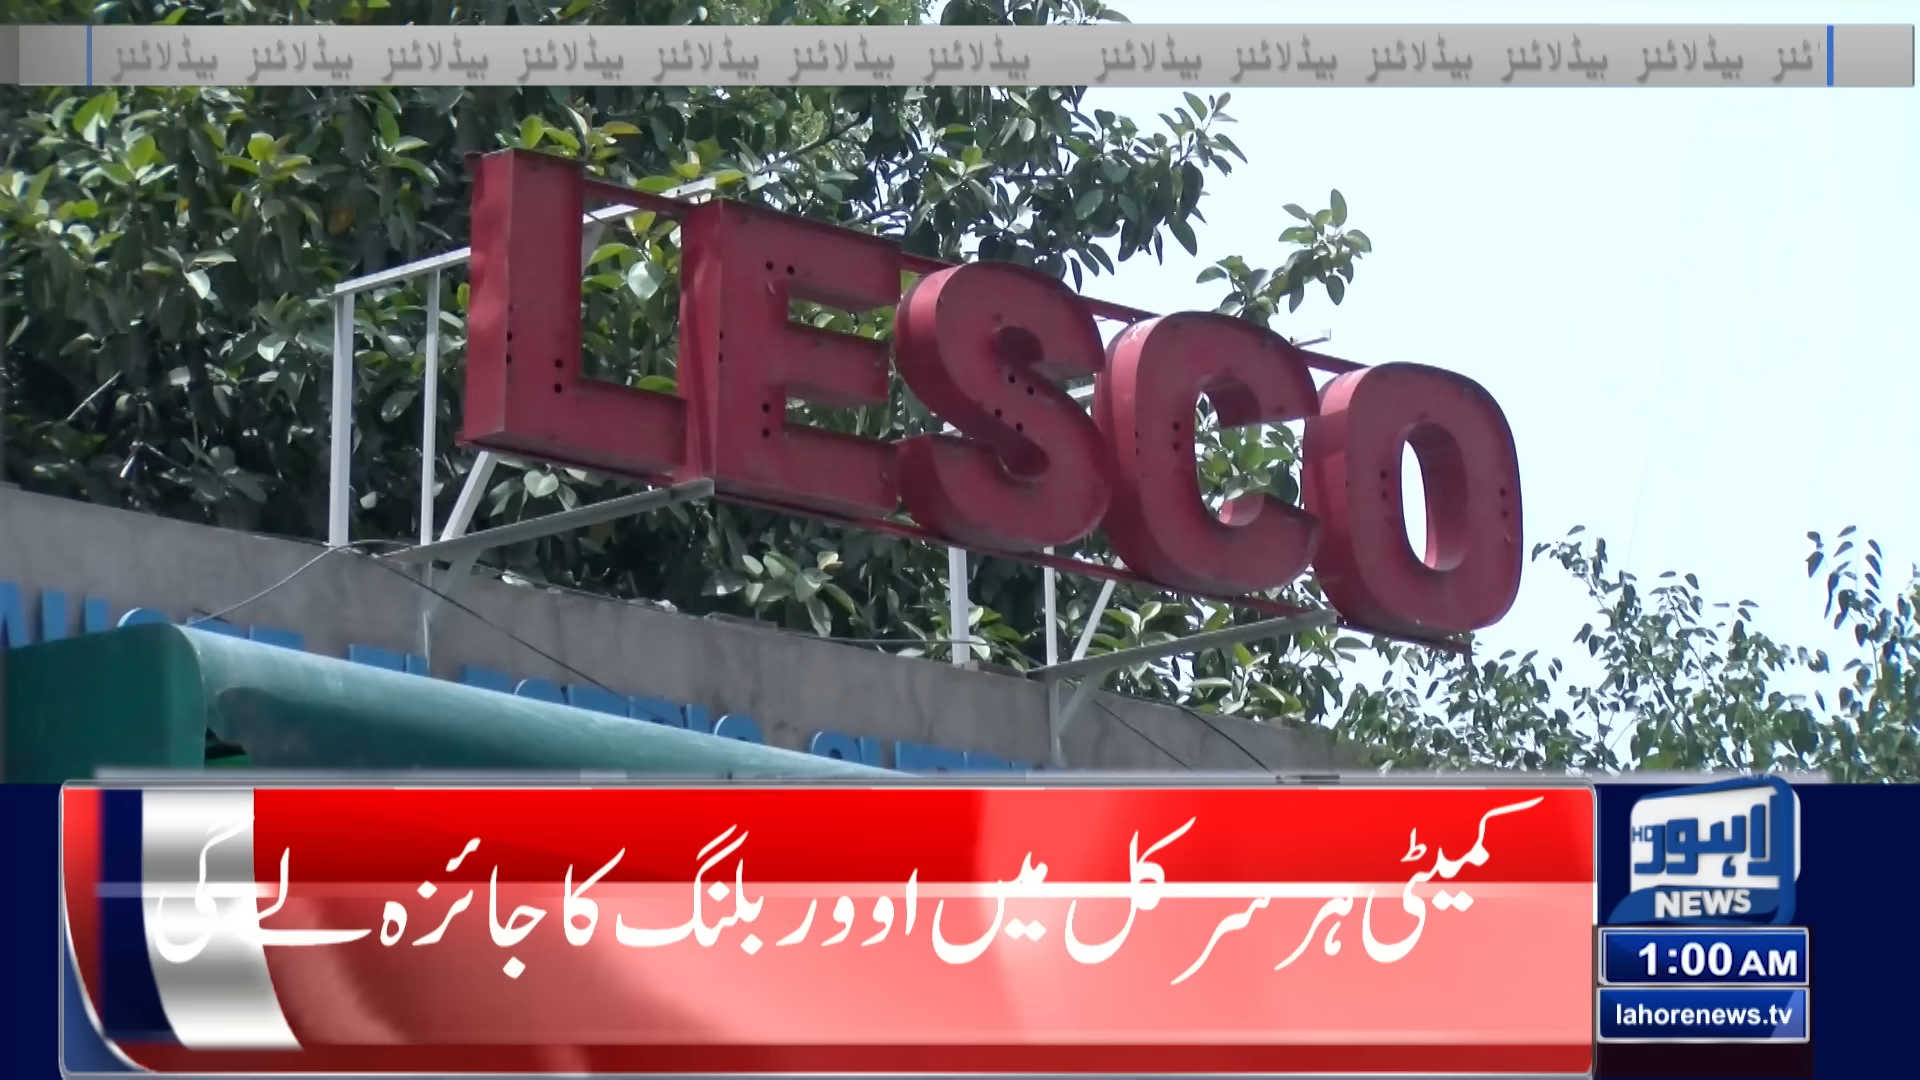 ہیڈلائنز ہیڈلائنز ہیڈلائنز ہیڈلائنز ہیڈلائنز ہیڈلائنز ہیڈلائنز ہیڈلائنز ہیڈلائنز ہیڈلائنز ہیڈلائنز ہیڈلائنز
LESCO
کمیٹی ہر سرکل میں اوور بلنگ کا جائزہ لے گی
لاہور
HD
NEWS
1:00 AM
lahorenews.tv